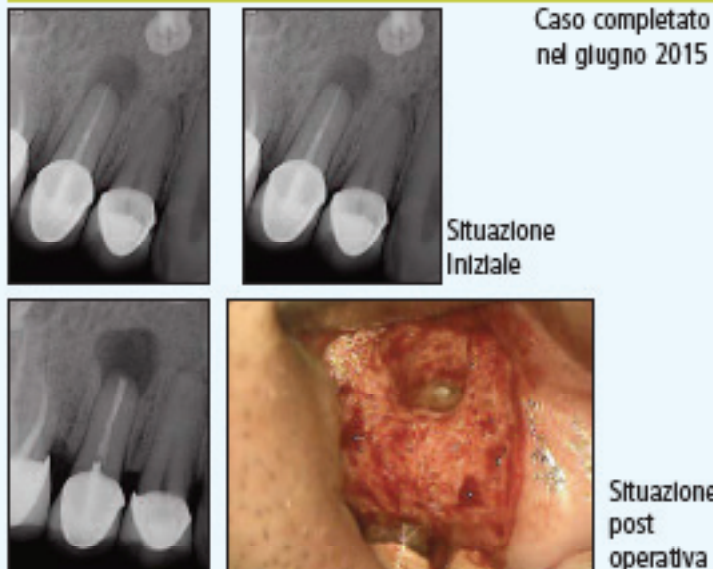 Caso completato
nel giugno 2015
Situazione
Iniziale
Situazione
post
operativa